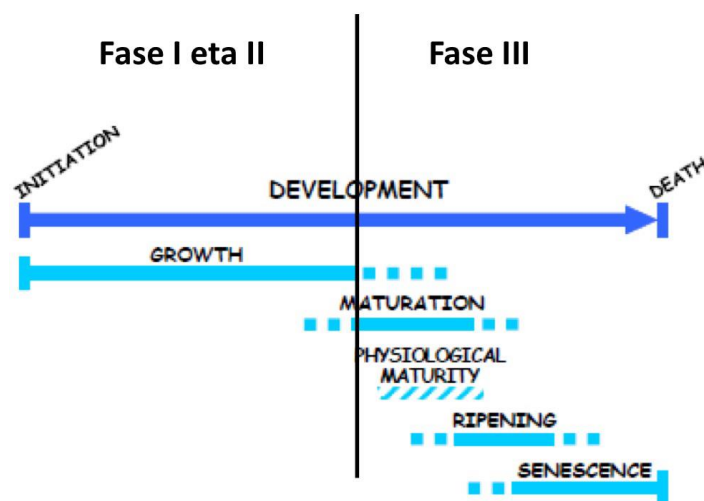 Fase I eta II
Fase III
INITIATION
DEVELOPMENT
DEATH
GROWTH
MATURATION
PHYSIOLOGICAL
MATURITY
RIPENING
SENESCENCE